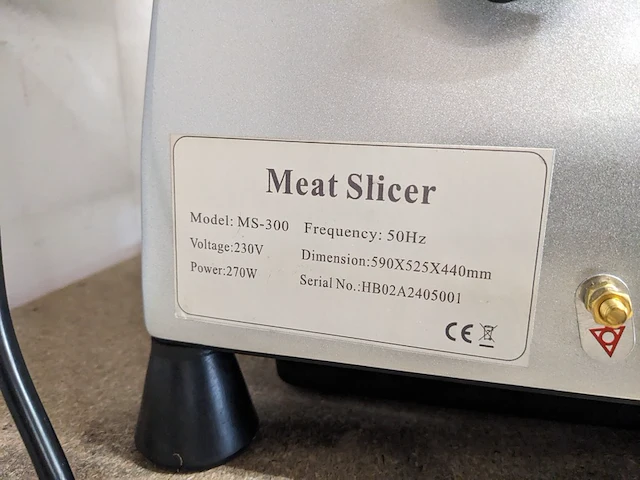 Meat Slicer
Model: MS-300 Frequency: 50Hz
Voltage:230V Dimension:590X525X440mm
Power:270W Serial No.:HB02A2405001
CE